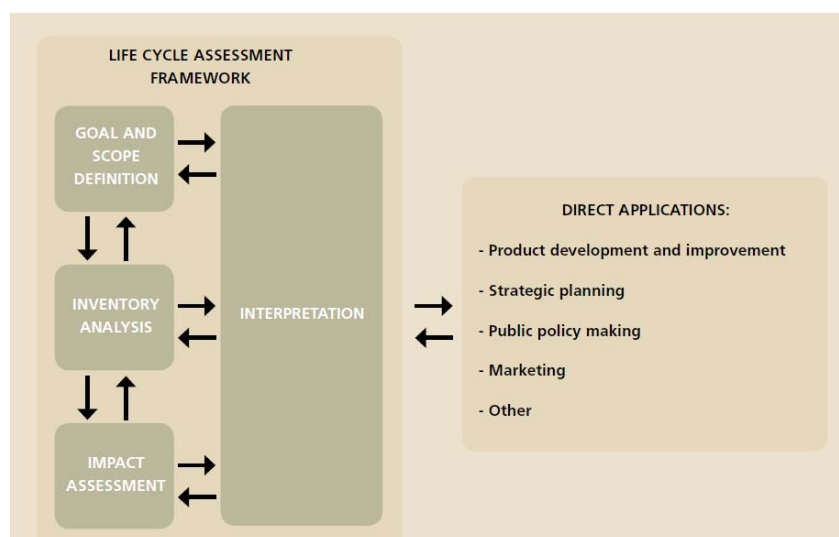 LIFE CYCLE ASSESSMENT
FRAMEWORK
GOAL AND
SCOPE
DEFINITION
INVENTORY
ANALYSIS
IMPACT
ASSESSMENT
INTERPRETATION
DIRECT APPLICATIONS:
- Product development and improvement
- Strategic planning
- Public policy making
- Marketing
- Other